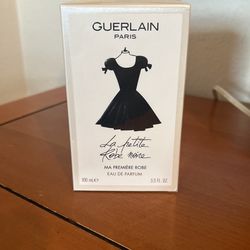 GUERLAIN
PARIS
La petite
Robe noire
MA PREMIÈRE ROBE
EAU DE PARFUM
100 ml ℮
3.3 fl. oz